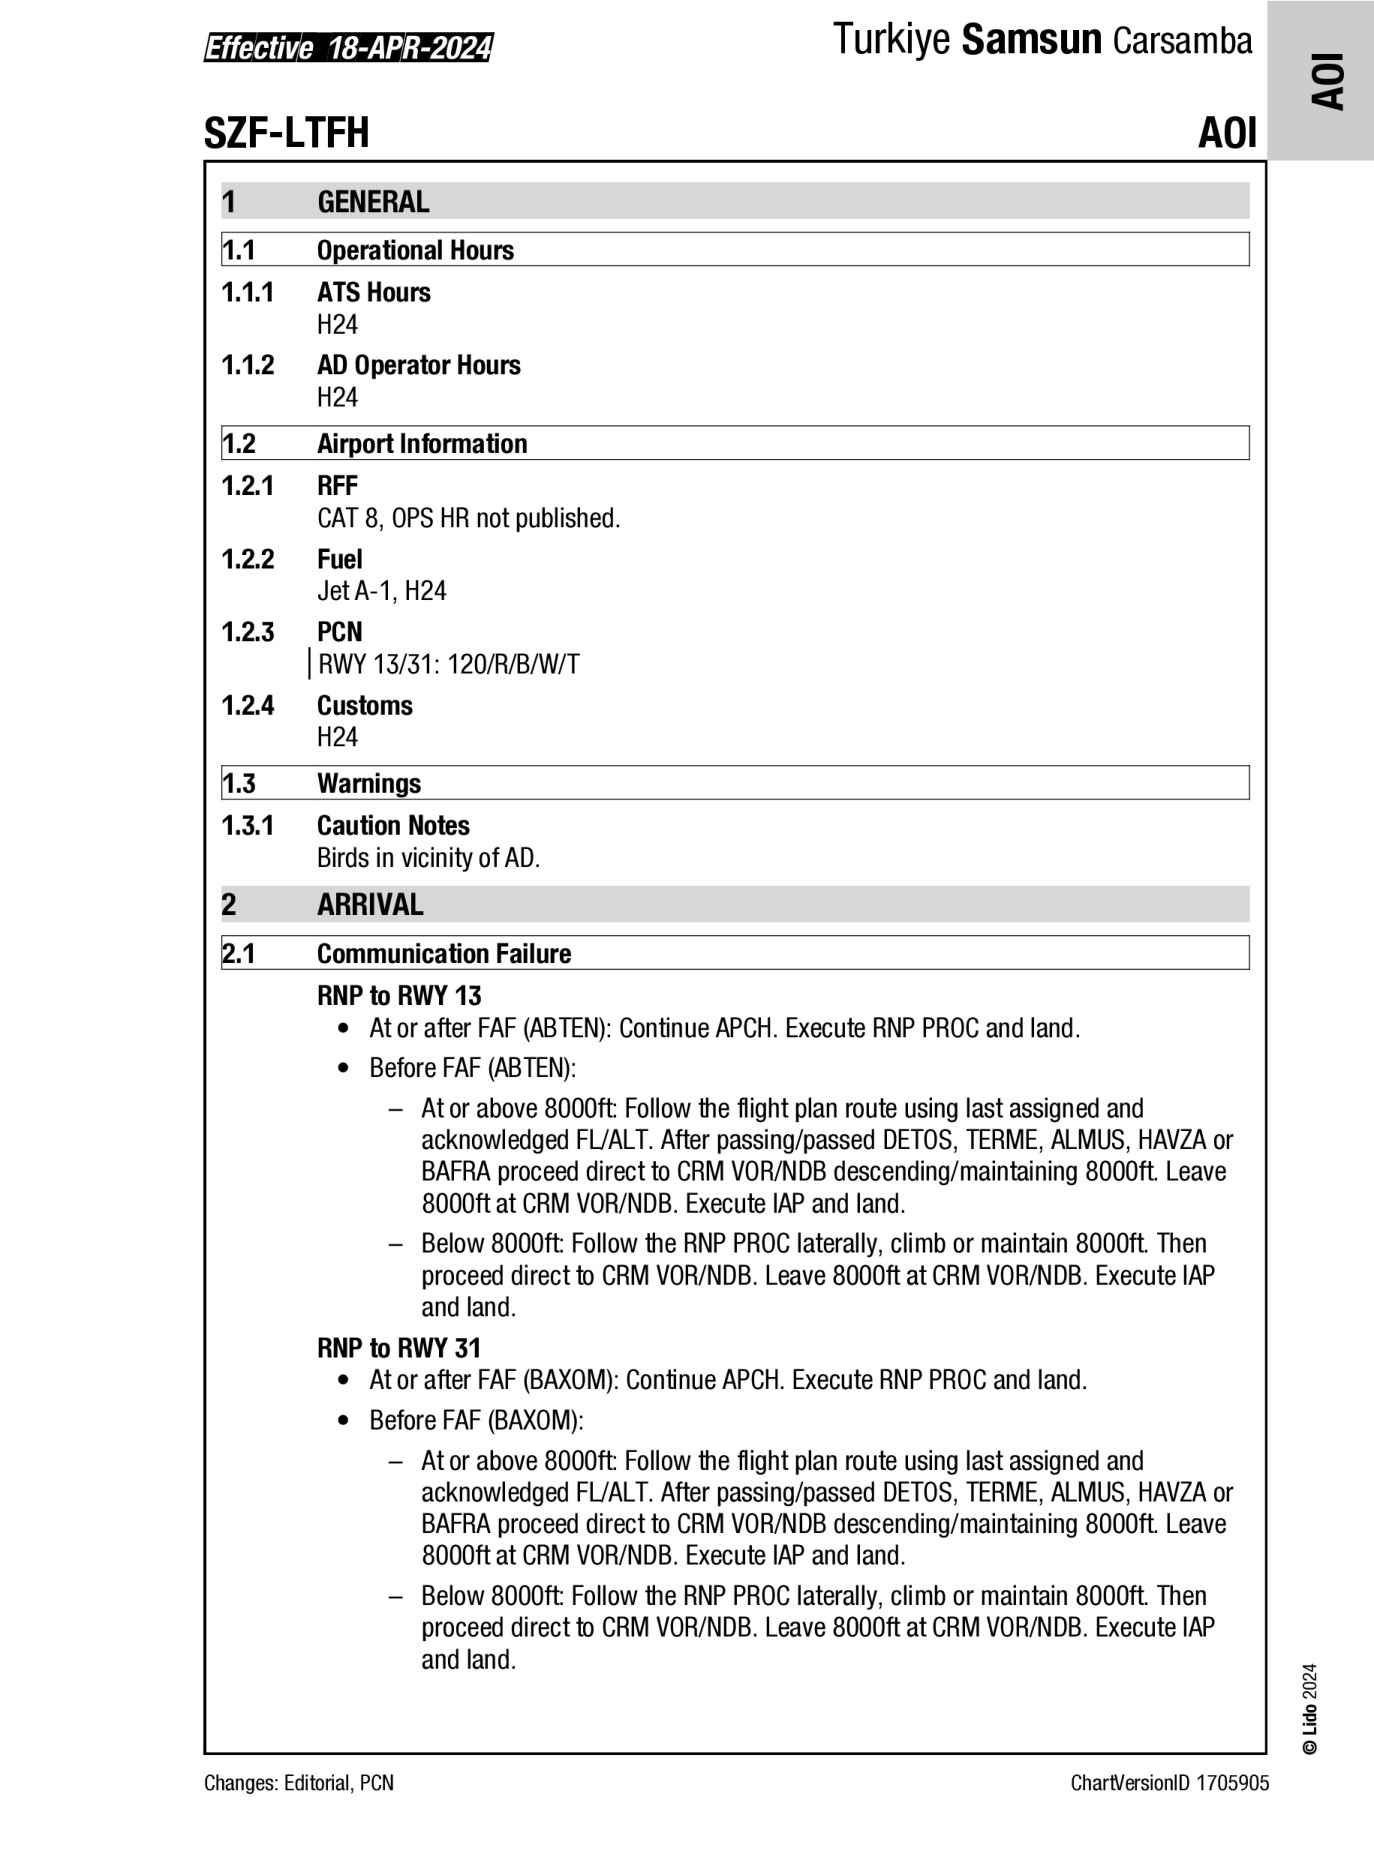 Effective 18-APR-2024
Turkiye Samsun Carsamba
AOI
SZF-LTFH
AOI
1 GENERAL
1.1 Operational Hours
1.1.1 ATS Hours
H24
1.1.2 AD Operator Hours
H24
1.2 Airport Information
1.2.1 RFF
CAT 8, OPS HR not published.
1.2.2 Fuel
Jet A-1, H24
1.2.3 PCN
RWY 13/31: 120/R/B/W/T
1.2.4 Customs
H24
1.3 Warnings
1.3.1 Caution Notes
Birds in vicinity of AD.
2 ARRIVAL
2.1 Communication Failure
RNP to RWY 13
• At or after FAF (ABTEN): Continue APCH. Execute RNP PROC and land.
• Before FAF (ABTEN):
– At or above 8000ft: Follow the flight plan route using last assigned and
acknowledged FL/ALT. After passing/passed DETOS, TERME, ALMUS, HAVZA or
BAFRA proceed direct to CRM VOR/NDB descending/maintaining 8000ft. Leave
8000ft at CRM VOR/NDB. Execute IAP and land.
– Below 8000ft: Follow the RNP PROC laterally, climb or maintain 8000ft. Then
proceed direct to CRM VOR/NDB. Leave 8000ft at CRM VOR/NDB. Execute IAP
and land.
RNP to RWY 31
• At or after FAF (BAXOM): Continue APCH. Execute RNP PROC and land.
• Before FAF (BAXOM):
– At or above 8000ft: Follow the flight plan route using last assigned and
acknowledged FL/ALT. After passing/passed DETOS, TERME, ALMUS, HAVZA or
BAFRA proceed direct to CRM VOR/NDB descending/maintaining 8000ft. Leave
8000ft at CRM VOR/NDB. Execute IAP and land.
– Below 8000ft: Follow the RNP PROC laterally, climb or maintain 8000ft. Then
proceed direct to CRM VOR/NDB. Leave 8000ft at CRM VOR/NDB. Execute IAP
and land.
© Lido 2024
Changes: Editorial, PCN
ChartVersionID 1705905